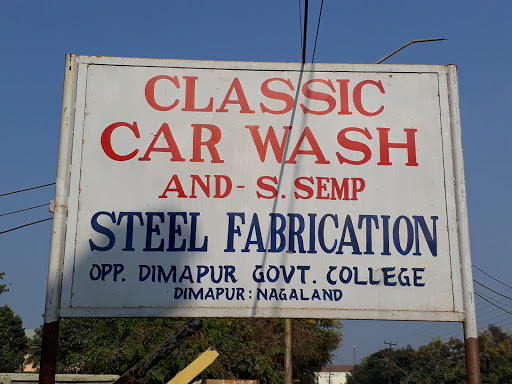 CLASSIC
CAR WASH
AND - S. SEMP
STEEL FABRICATION
OPP. DIMAPUR GOVT. COLLEGE
DIMAPUR : NAGALAND